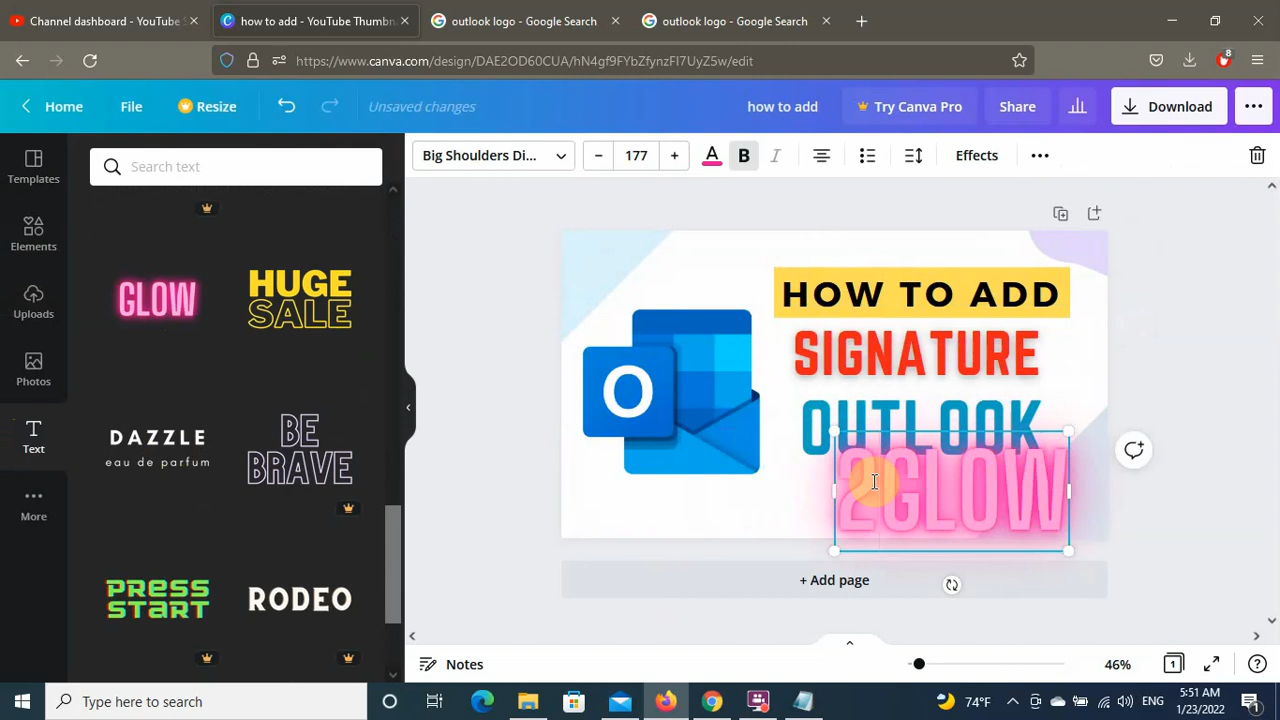 Channel dashboard - YouTube S
how to add - YouTube Thumbn
outlook logo - Google Search
outlook logo - Google Search
https://www.canva.com/design/DAE2OD60CUA/hN4gf9FYbZfynzFI7UyZ5w/edit
8
Home
File
Resize
Unsaved changes
how to add
Try Canva Pro
Share
Download
Templates
Elements
Uploads
Photos
Text
More
Search text
GLOW
HUGE
SALE
DAZZLE
eau de parfum
BE
BRAVE
PRESS
START
RODEO
Big Shoulders Di...
177
A
B
I
Effects
HOW TO ADD
SIGNATURE
O
OUTLOOK
2GLOW
+ Add page
Notes
46%
1
Type here to search
74°F
ENG
5:51 AM
1/23/2022
1